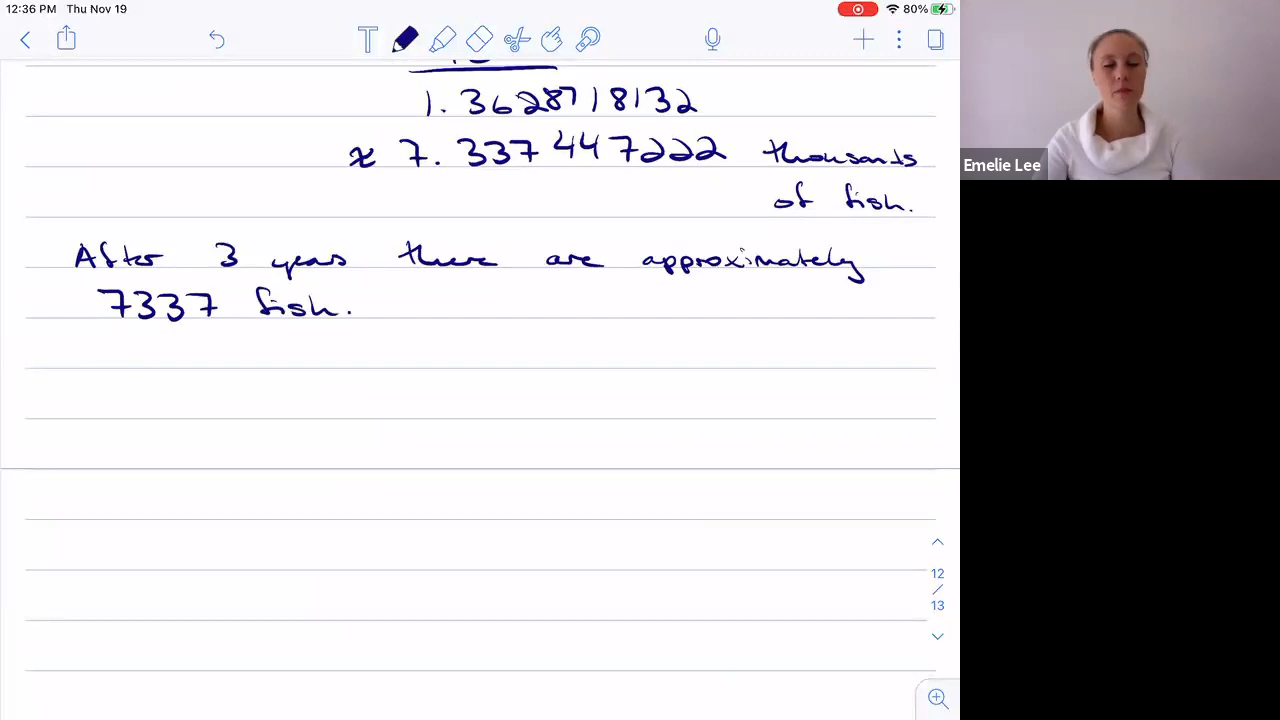 12:36 PM Thu Nov 19
80%
T
1.3628718132
≈ 7.337447222 thousands
of fish.
Emelie Lee
After 3 years there are approximately
7337 fish.
12
/
13